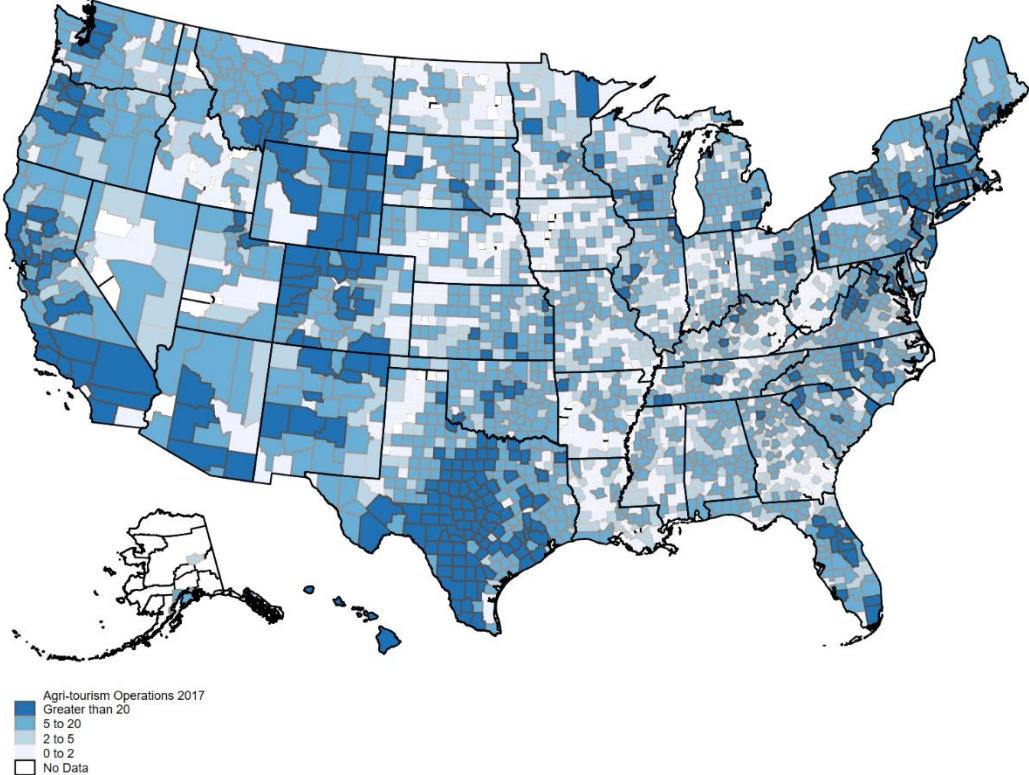 Agri-tourism Operations 2017
Greater than 20
5 to 20
2 to 5
0 to 2
No Data